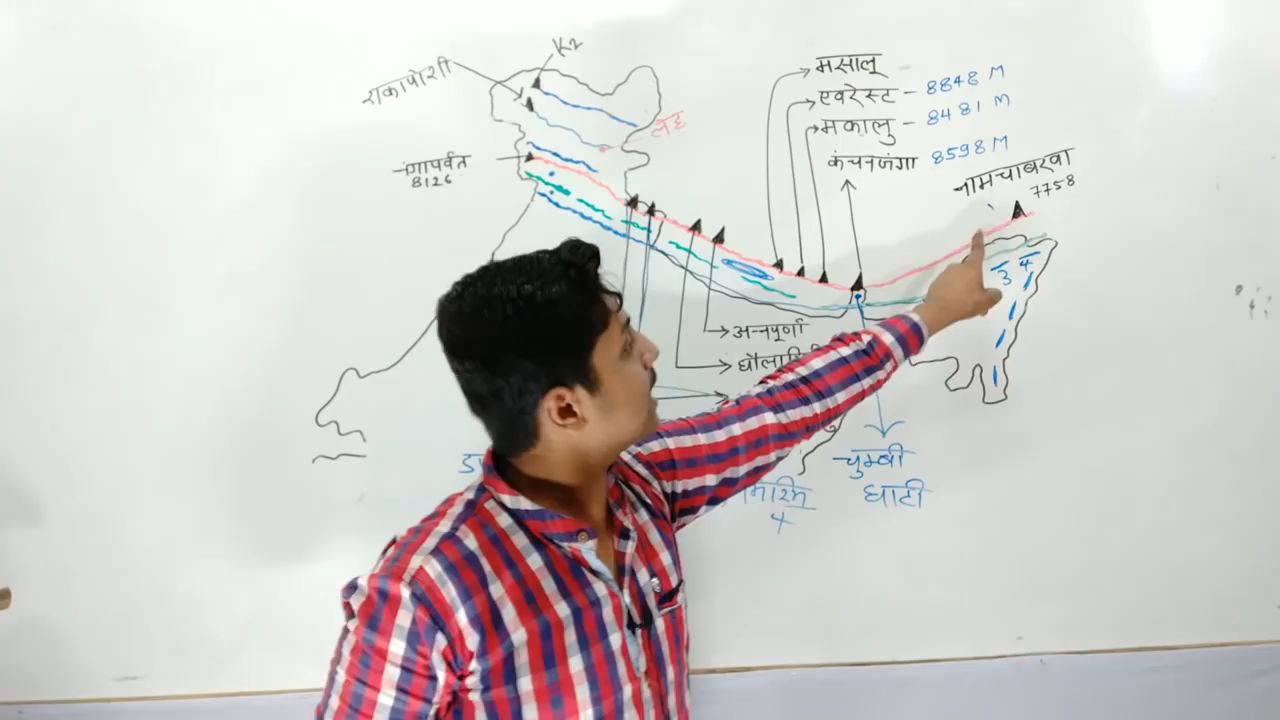 K2
राकापोशी
लेह
नंगापर्वत
8126
मसालू
एवरेस्ट - 8848 M
मकालु - 8481 M
कंचनजंगा 8598 M
नामचाबरवा
7758
3 4
अन्नपूर्णा
चुम्बी
घाटी
4